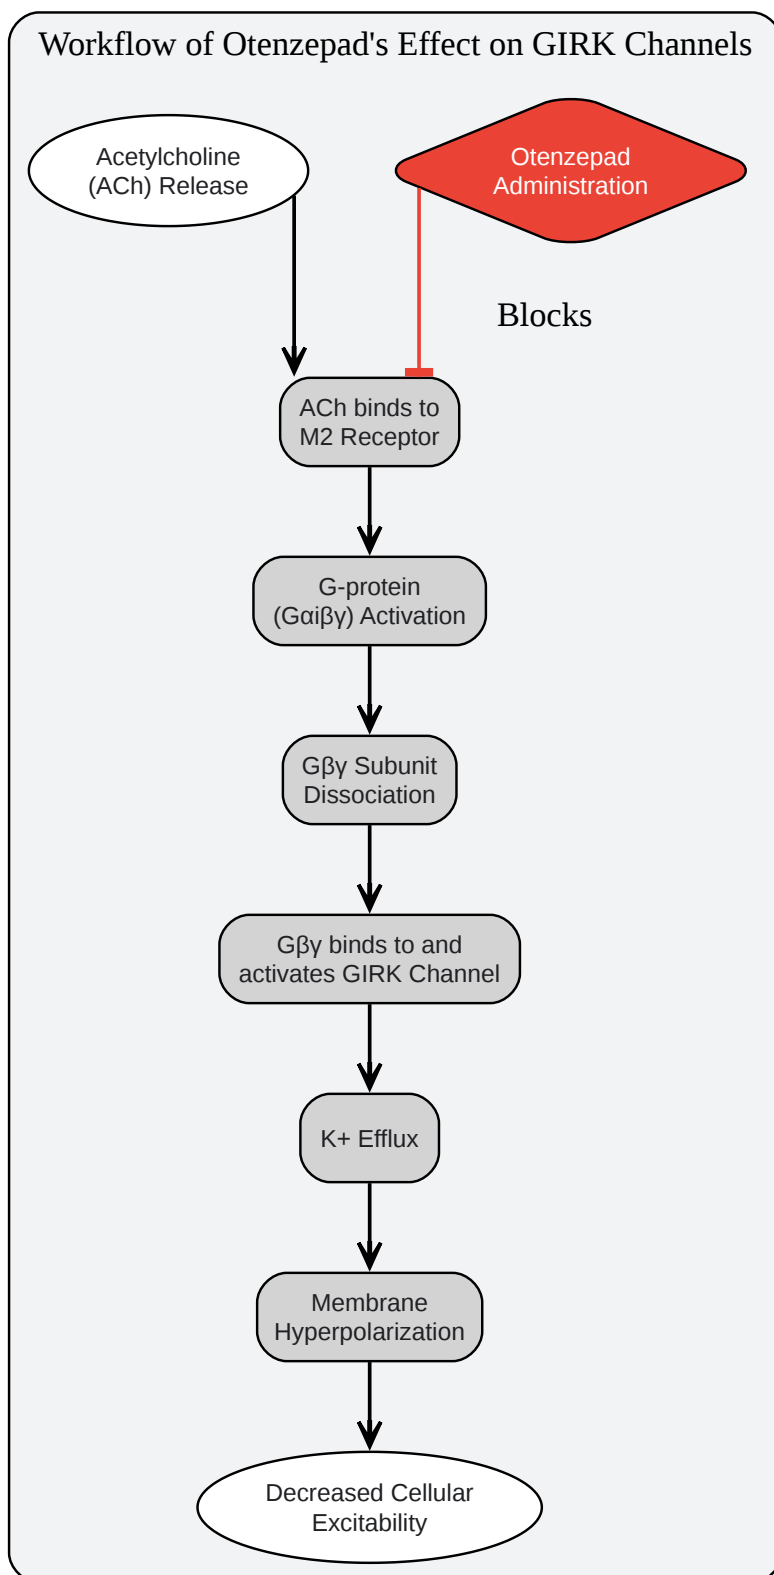 Workflow of Otenzepad's Effect on GIRK Channels
Acetylcholine
(ACh) Release
Otenzepad
Administration
Blocks
ACh binds to
M2 Receptor
G-protein
(Gαiβγ) Activation
Gβγ Subunit
Dissociation
Gβγ binds to and
activates GIRK Channel
K+ Efflux
Membrane
Hyperpolarization
Decreased Cellular
Excitability